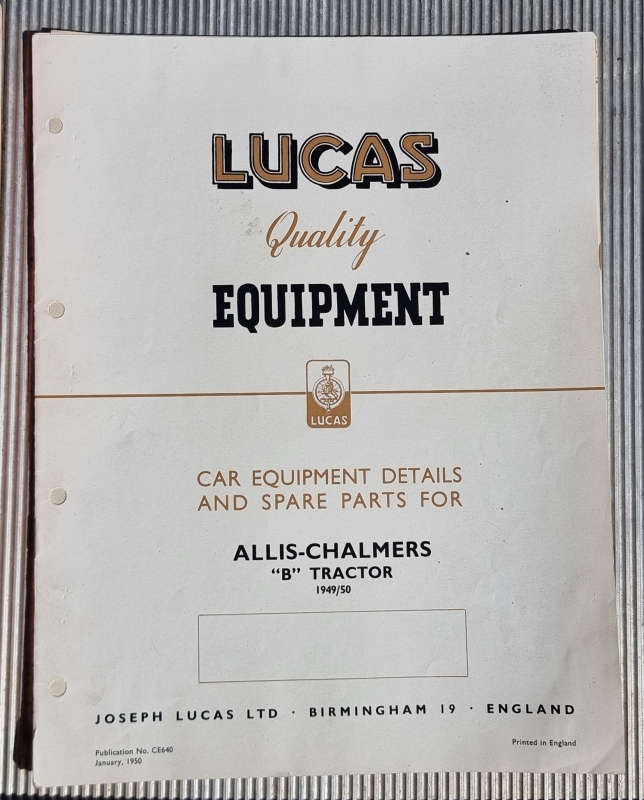 LUCAS
Quality
EQUIPMENT
LUCAS
CAR EQUIPMENT DETAILS
AND SPARE PARTS FOR
ALLIS-CHALMERS
“B” TRACTOR
1949/50
JOSEPH LUCAS LTD · BIRMINGHAM 19 · ENGLAND
Publication No. CE640
January, 1950
Printed in England